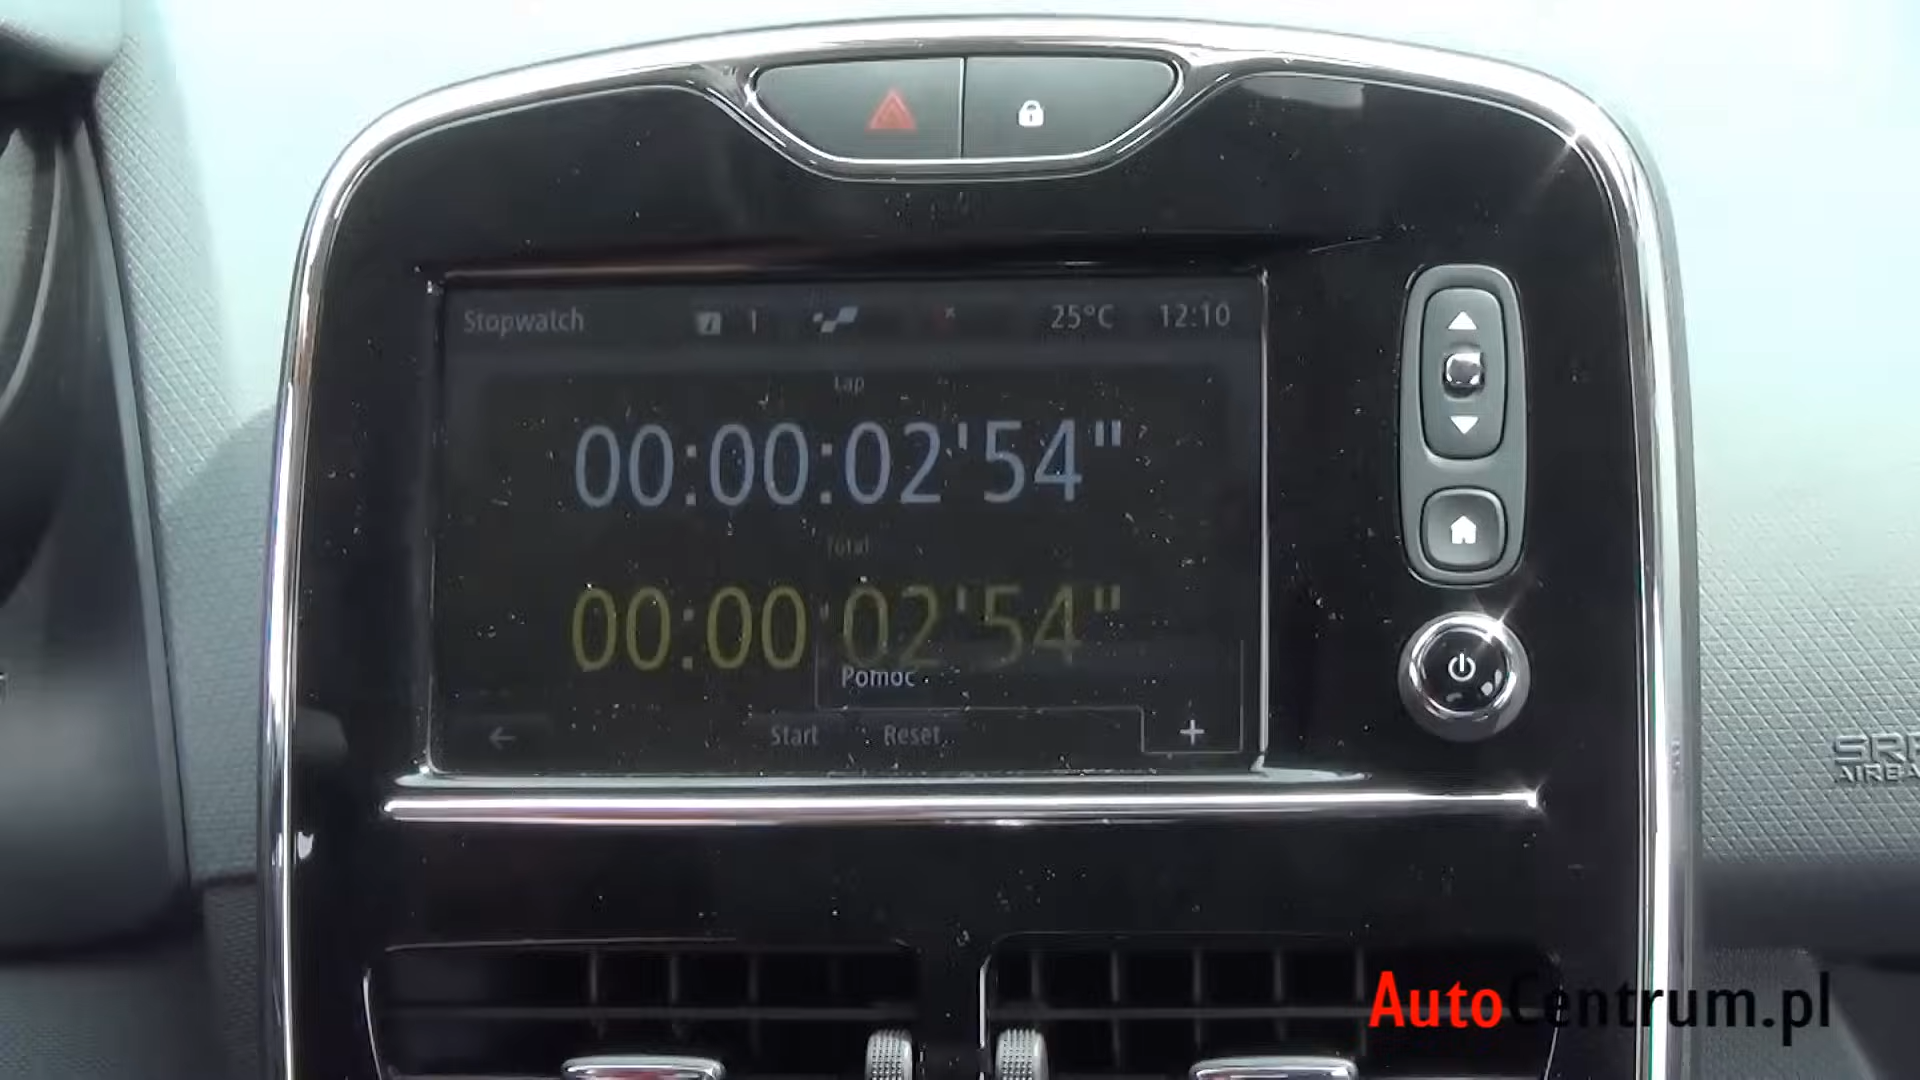 Stopwatch 1 25°C 12:10
Lap
00:00:02'54"
Total
00:00:02'54"
Pomoc
Start Reset +
AIRBA
AutoCentrum.pl